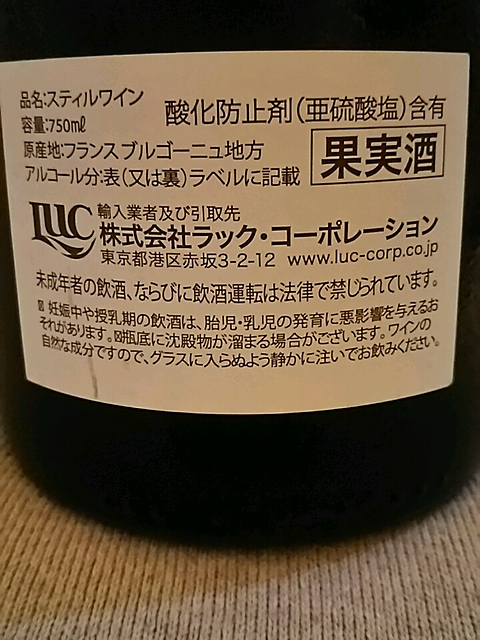 品名:スティルワイン
容量:750㎖
酸化防止剤(亜硫酸塩)含有
原産地:フランス ブルゴーニュ地方
果実酒
アルコール分:表(又は裏)ラベルに記載
LUC
輸入業者及び引取先
株式会社ラック・コーポレーション
東京都港区赤坂3-2-12 www.luc-corp.co.jp
未成年者の飲酒、ならびに飲酒運転は法律で禁じられています。
妊娠中や授乳期の飲酒は、胎児・乳児の発育に悪影響を与えるお
それがあります。瓶底に沈殿物が溜まる場合がございます。ワインの
自然な成分ですので、グラスに入らぬよう静かに注いでお飲みください。